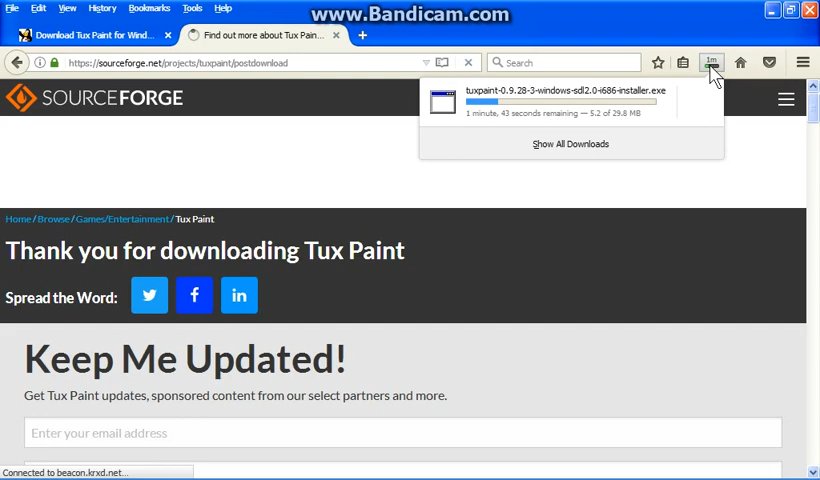 File Edit View History Bookmarks Tools Help
www.Bandicam.com
Download Tux Paint for Wind...
Find out more about Tux Pain...
https://sourceforge.net/projects/tuxpaint/postdownload
Search
1m
SOURCEFORGE
tuxpaint-0.9.28-3-windows-sdl2.0-i686-installer.exe
1 minute, 43 seconds remaining — 5.2 of 29.8 MB
Show All Downloads
Home / Browse / Games/Entertainment / Tux Paint
Thank you for downloading Tux Paint
Spread the Word:
Keep Me Updated!
Get Tux Paint updates, sponsored content from our select partners and more.
Enter your email address
Connected to beacon.krxd.net...